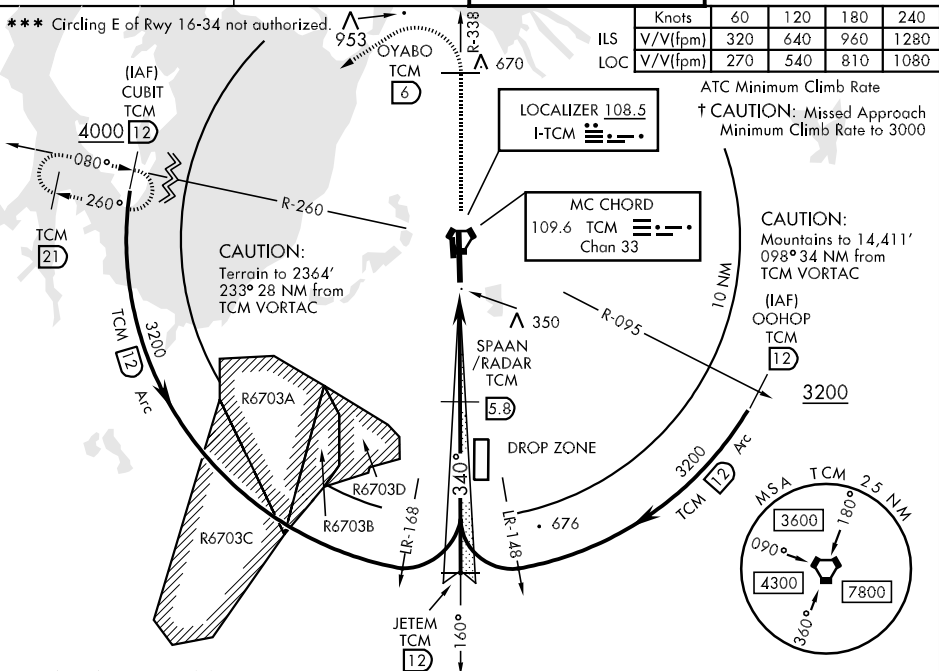 *** Circling E of Rwy 16-34 not authorized.
953
R-338
670
OYABO
TCM
6
Knots 60 120 180 240
ILS V/V(fpm) 320 640 960 1280
LOC V/V(fpm) 270 540 810 1080
ATC Minimum Climb Rate
† CAUTION: Missed Approach
Minimum Climb Rate to 3000
(IAF)
CUBIT
TCM
4000 12
080°
260°
TCM
21
R-260
LOCALIZER 108.5
I-TCM
MC CHORD
109.6 TCM
Chan 33
CAUTION:
Terrain to 2364'
233° 28 NM from
TCM VORTAC
CAUTION:
Mountains to 14,411'
098° 34 NM from
TCM VORTAC
10 NM
R-095
(IAF)
OOHOP
TCM
12
3200
350
SPAAN
/RADAR
TCM
5.8
3200
TCM 12 Arc
R6703A
R6703B
R6703C
R6703D
DROP ZONE
340°
LR-168
LR-148
676
3200
TCM 12 Arc
JETEM
TCM
12
160°
MSA TCM 25 NM
3600
180°
090°
4300
7800
360°